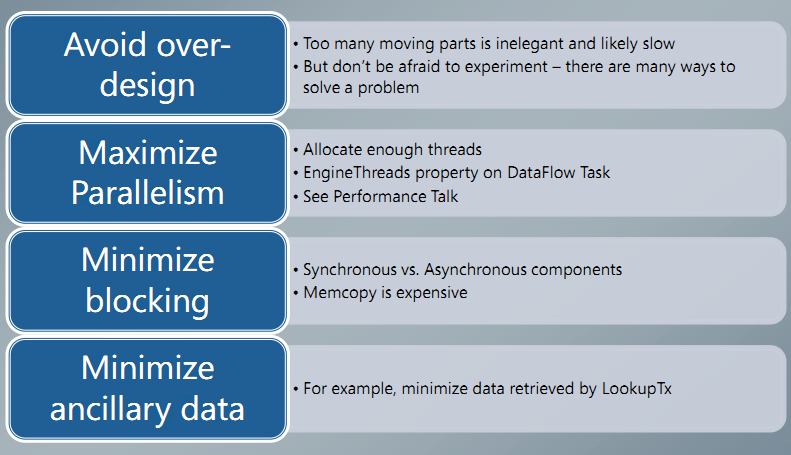 Avoid over-
design
• Too many moving parts is inelegant and likely slow
• But don’t be afraid to experiment – there are many ways to
solve a problem
Maximize
Parallelism
• Allocate enough threads
• EngineThreads property on DataFlow Task
• See Performance Talk
Minimize
blocking
• Synchronous vs. Asynchronous components
• Memcopy is expensive
Minimize
ancillary data
• For example, minimize data retrieved by LookupTx